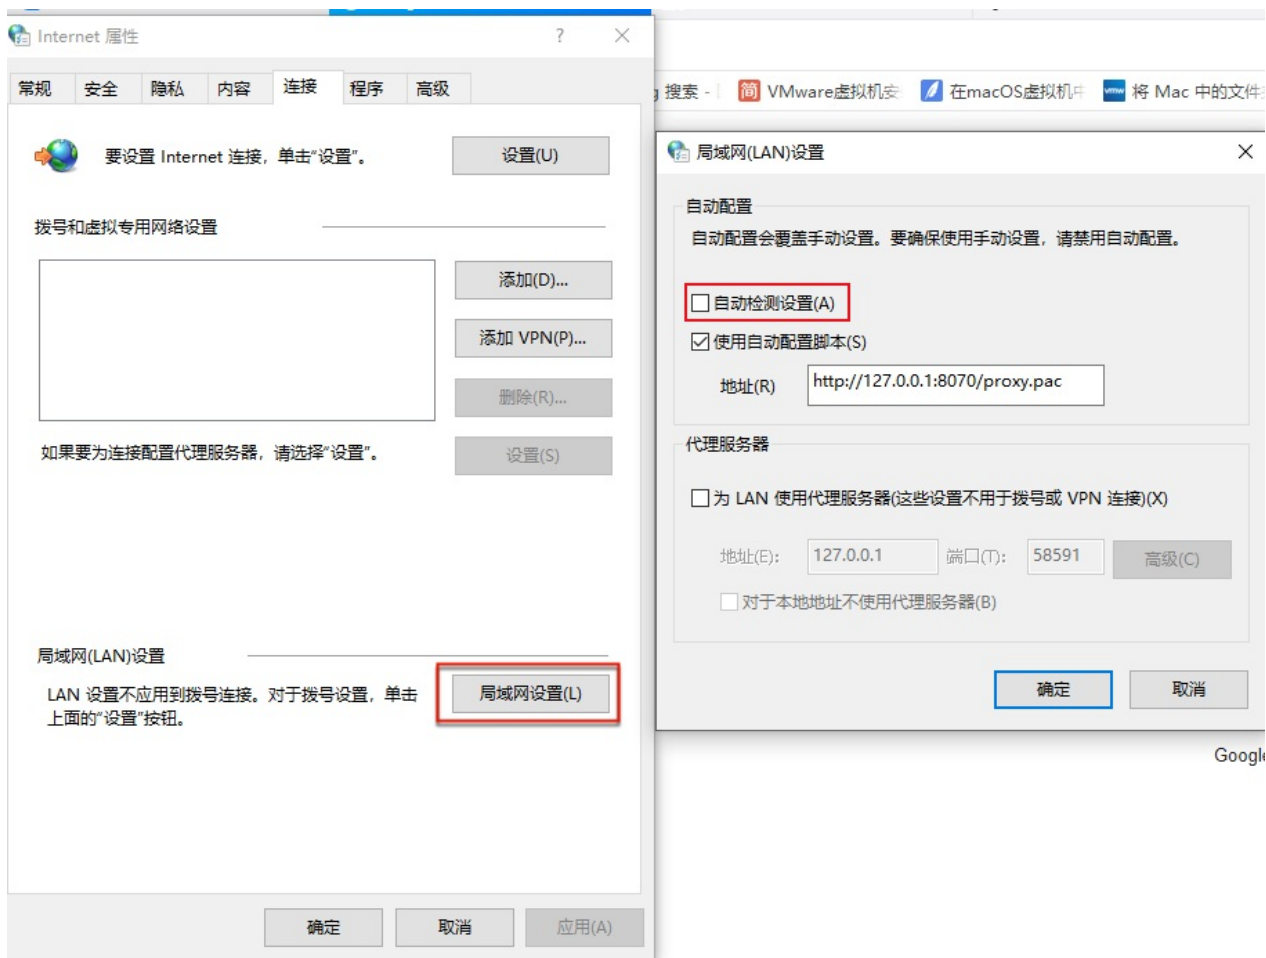 Internet 属性
常规 安全 隐私 内容 连接 程序 高级
要设置 Internet 连接，单击“设置”。
设置(U)
拨号和虚拟专用网络设置
添加(D)...
添加 VPN(P)...
删除(R)...
如果要为连接配置代理服务器，请选择“设置”。
设置(S)
局域网(LAN)设置
LAN 设置不应用到拨号连接。对于拨号设置，单击
上面的“设置”按钮。
局域网设置(L)
确定 取消 应用(A)
搜索 -
简 VMware虚拟机安 在macOS虚拟机中 vmw 将 Mac 中的文件
局域网(LAN)设置
自动配置
自动配置会覆盖手动设置。要确保使用手动设置，请禁用自动配置。
自动检测设置(A)
使用自动配置脚本(S)
地址(R) http://127.0.0.1:8070/proxy.pac
代理服务器
为 LAN 使用代理服务器(这些设置不用于拨号或 VPN 连接)(X)
地址(E): 127.0.0.1 端口(T): 58591 高级(C)
对于本地地址不使用代理服务器(B)
确定 取消
Google